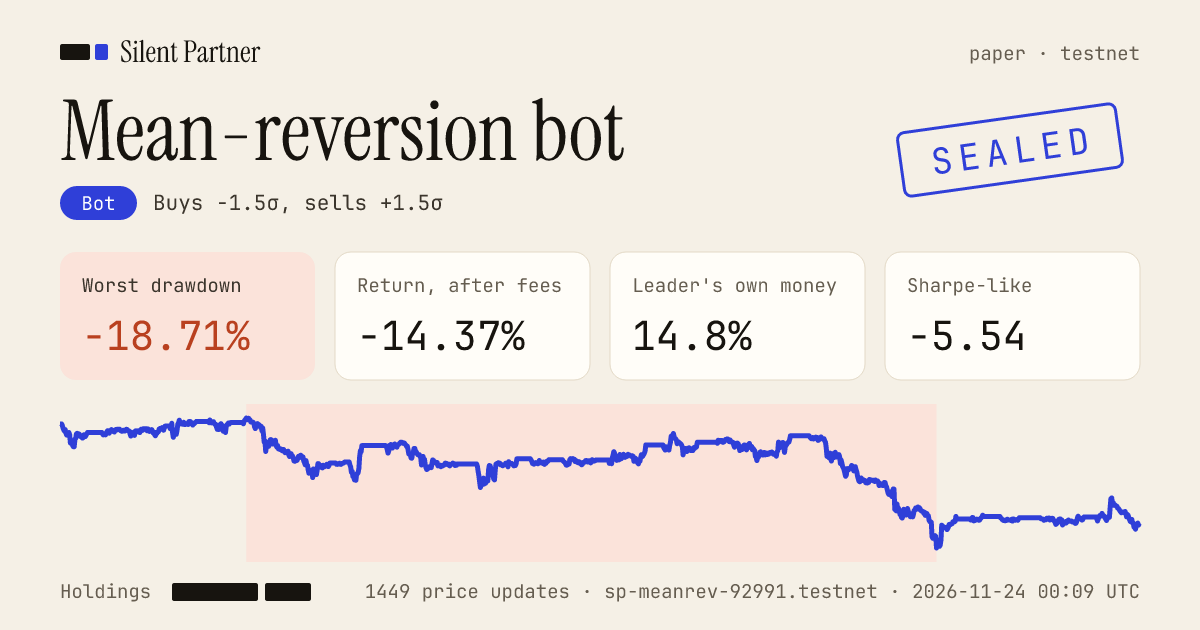 Silent Partner
paper · testnet
Mean-reversion bot
SEALED
Bot Buys -1.5σ, sells +1.5σ
Worst drawdown
-18.71%
Return, after fees
-14.37%
Leader's own money
14.8%
Sharpe-like
-5.54
Holdings
1449 price updates · sp-meanrev-92991.testnet · 2026-11-24 00:09 UTC